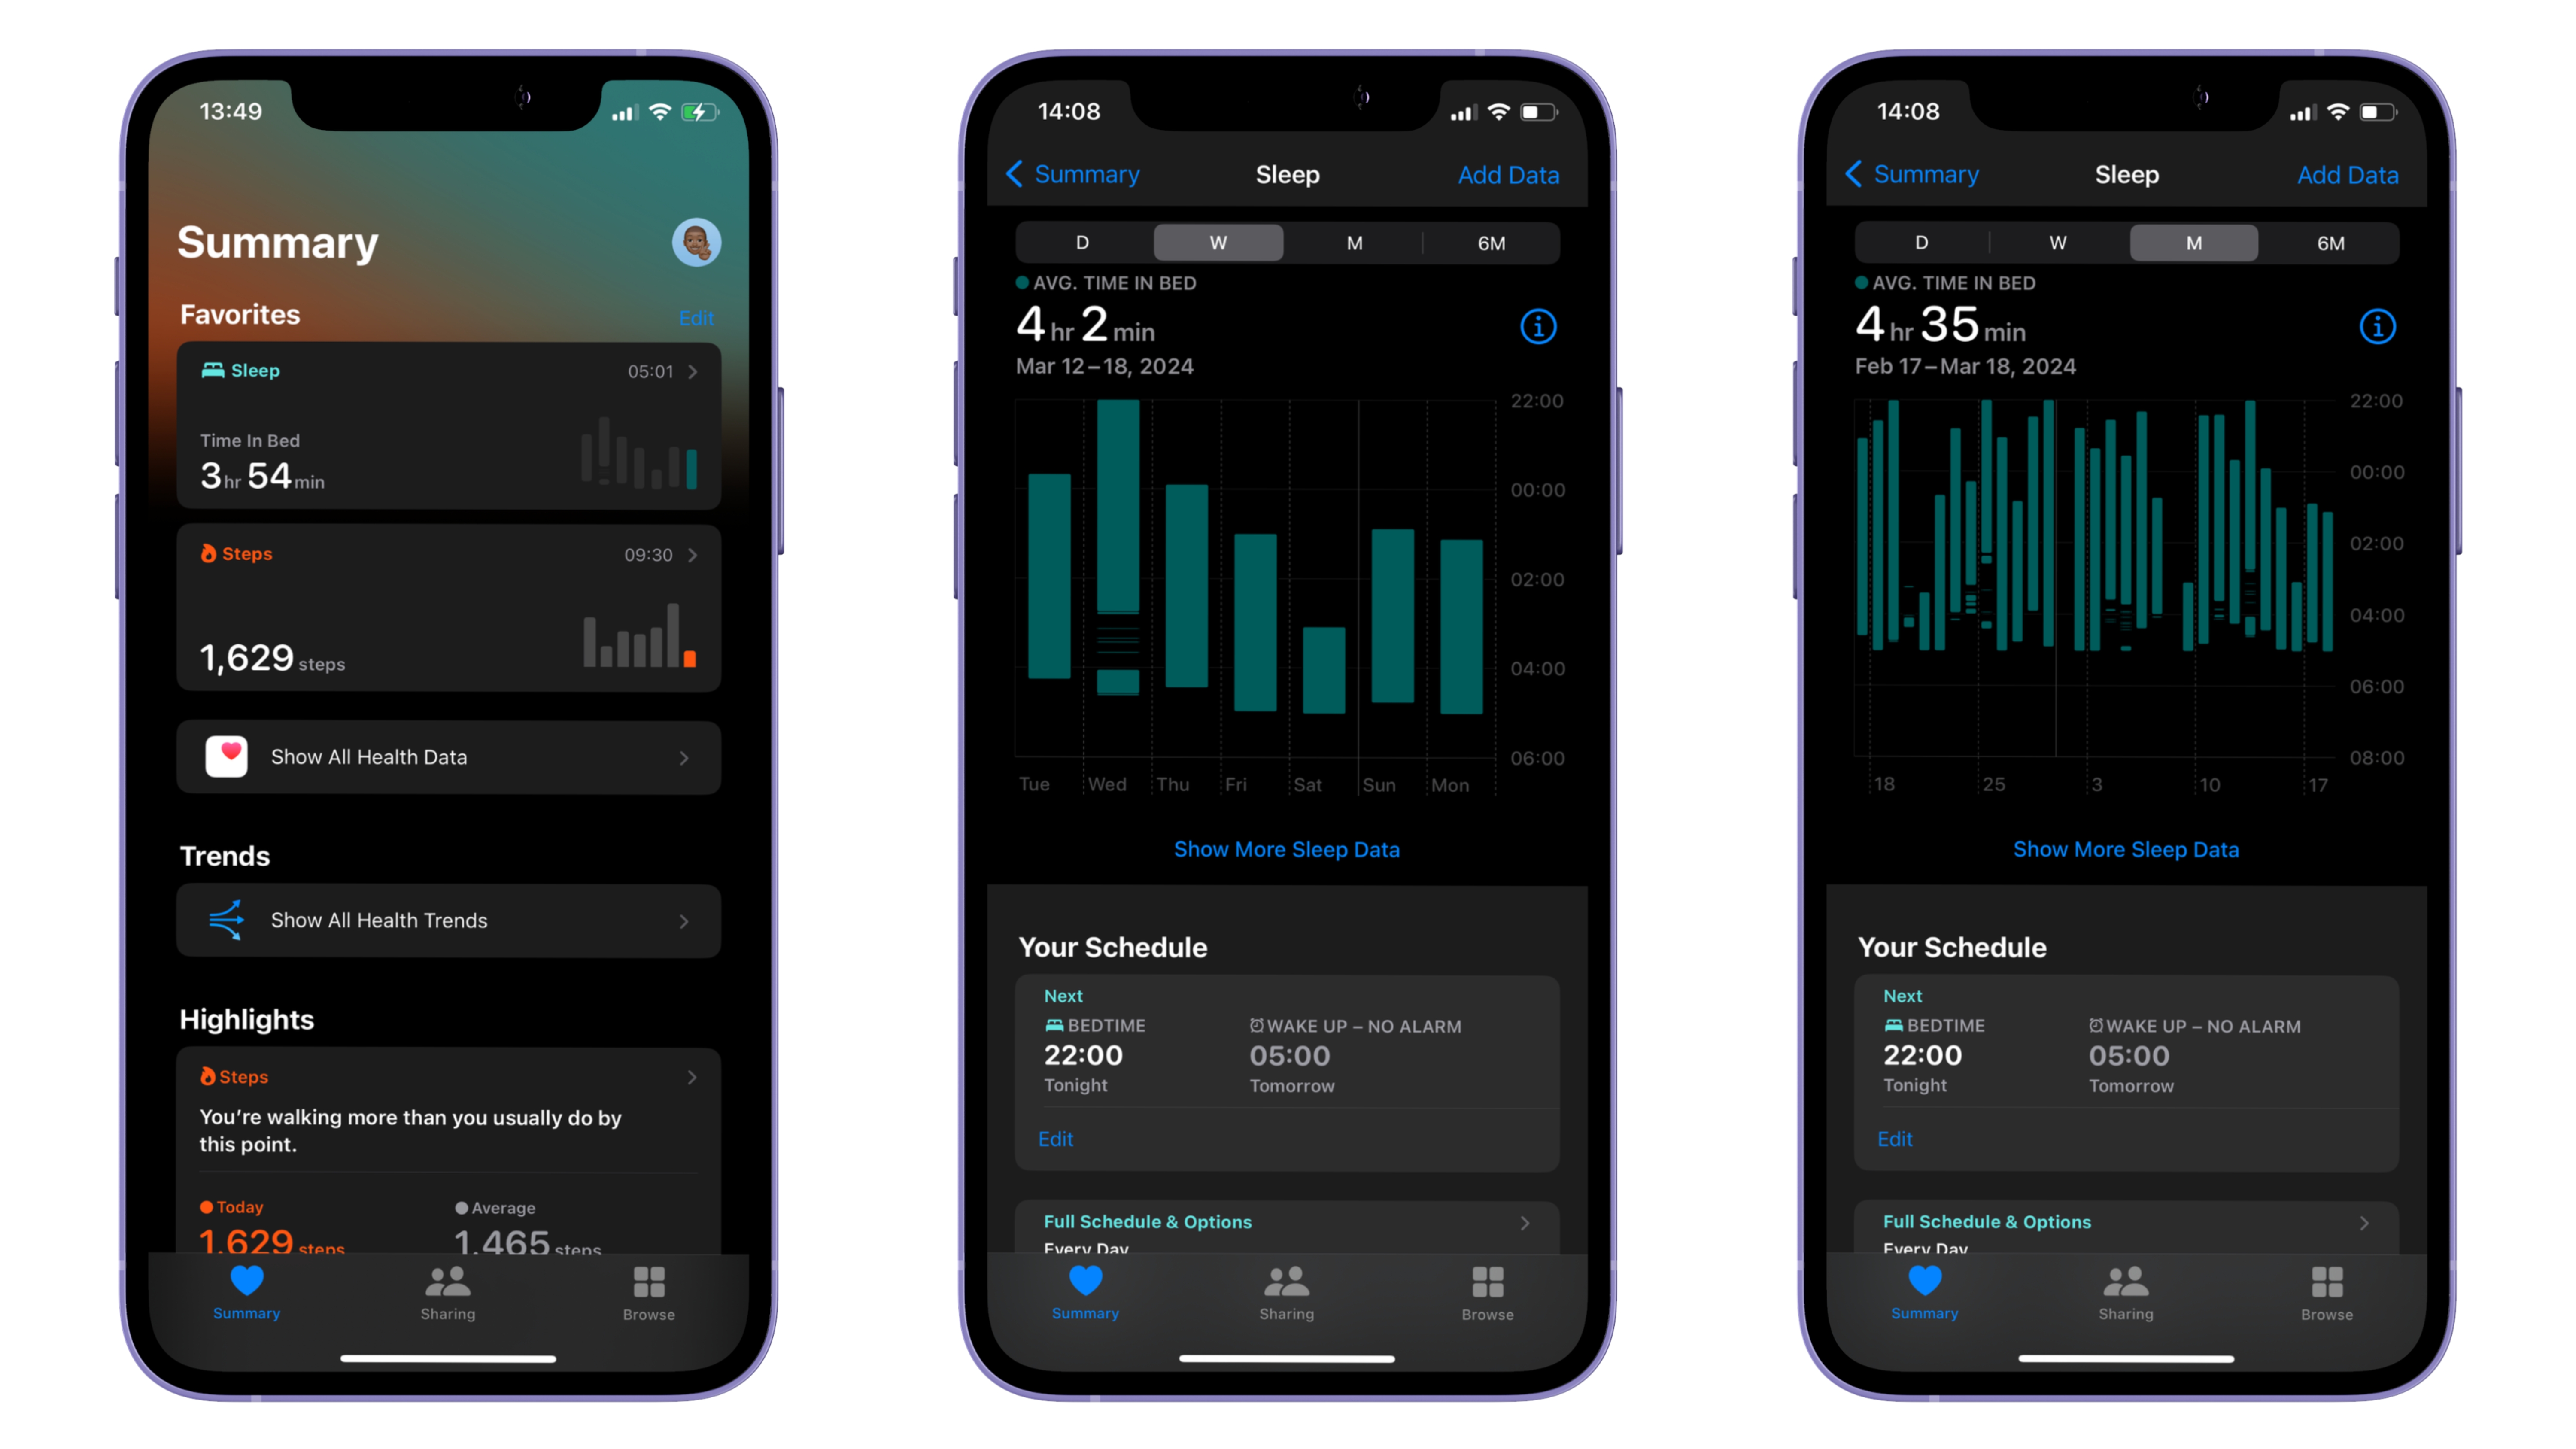 13:49
Summary
Favorites
Edit
Sleep
05:01
Time In Bed
3 hr 54 min
Steps
09:30
1,629 steps
Show All Health Data
Trends
Show All Health Trends
Highlights
Steps
You're walking more than you usually do by
this point.
Today
Average
1,629 steps
1,465 steps
Summary
Sharing
Browse
14:08
Summary
Sleep
Add Data
D
W
M
6M
AVG. TIME IN BED
4 hr 2 min
Mar 12–18, 2024
22:00
00:00
02:00
04:00
06:00
Tue
Wed
Thu
Fri
Sat
Sun
Mon
Show More Sleep Data
Your Schedule
Next
BEDTIME
WAKE UP – NO ALARM
22:00
05:00
Tonight
Tomorrow
Edit
Full Schedule & Options
Every Day
Summary
Sharing
Browse
14:08
Summary
Sleep
Add Data
D
W
M
6M
AVG. TIME IN BED
4 hr 35 min
Feb 17–Mar 18, 2024
22:00
00:00
02:00
04:00
06:00
08:00
18
25
3
10
17
Show More Sleep Data
Your Schedule
Next
BEDTIME
WAKE UP – NO ALARM
22:00
05:00
Tonight
Tomorrow
Edit
Full Schedule & Options
Every Day
Summary
Sharing
Browse